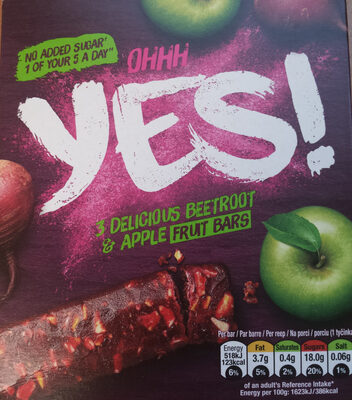 NO ADDED SUGAR*
1 OF YOUR 5 A DAY**
OHHH
YES!
3 DELICIOUS BEETROOT
& APPLE FRUIT BARS
Per bar / Par barre / Per reep / Na porci / porciu (1 tyčinka
Energy Fat Saturates Sugars Salt
518kJ 3.7g 0.4g 18.0g 0.06g
123kcal
6% 5% 2% 20% 1%
of an adult's Reference Intake*
Energy per 100g: 1623kJ/386kcal